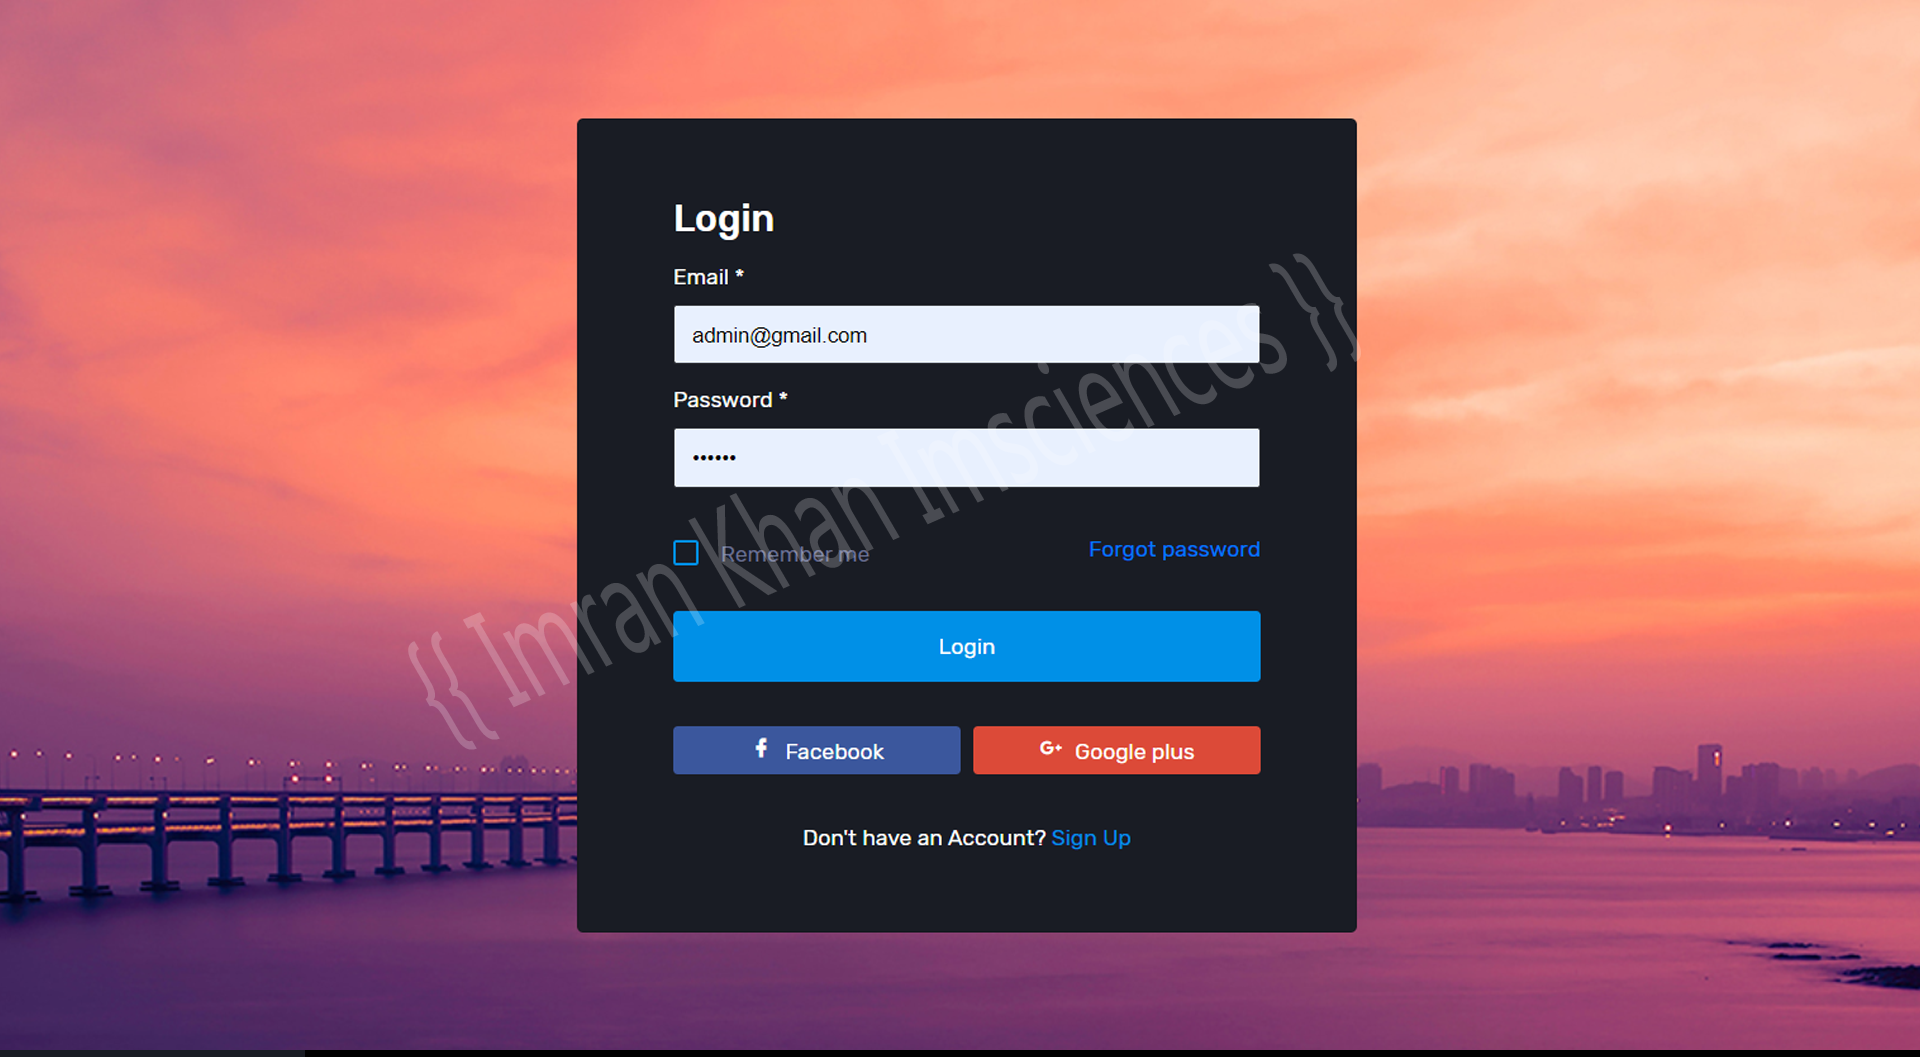 Login
Email *
admin@gmail.com
Password *
••••••
Remember me
Forgot password
Login
Facebook
G+ Google plus
Don't have an Account? Sign Up
{{ Imran Khan Imsciences }}